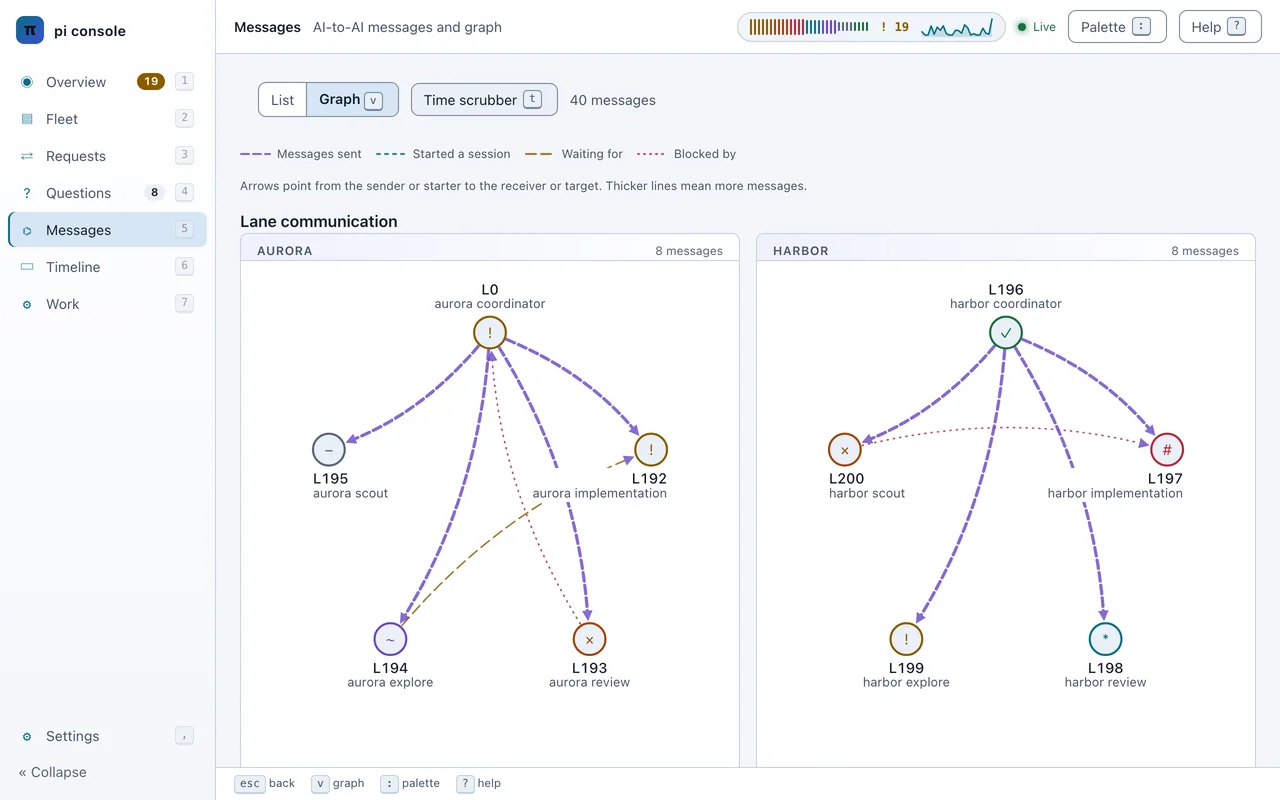 π pi console
Messages AI-to-AI messages and graph
! 19
Live
Palette :
Help ?
Overview 19 1
Fleet 2
Requests 3
? Questions 8 4
Messages 5
Timeline 6
Work 7
Settings ,
« Collapse
List
Graph v
Time scrubber t
40 messages
Messages sent
Started a session
Waiting for
Blocked by
Arrows point from the sender or starter to the receiver or target. Thicker lines mean more messages.
Lane communication
AURORA 8 messages
L0
aurora coordinator
!
−
L195
aurora scout
!
L192
aurora implementation
~
L194
aurora explore
×
L193
aurora review
HARBOR 8 messages
L196
harbor coordinator
✓
×
L200
harbor scout
#
L197
harbor implementation
!
L199
harbor explore
*
L198
harbor review
esc back v graph : palette ? help